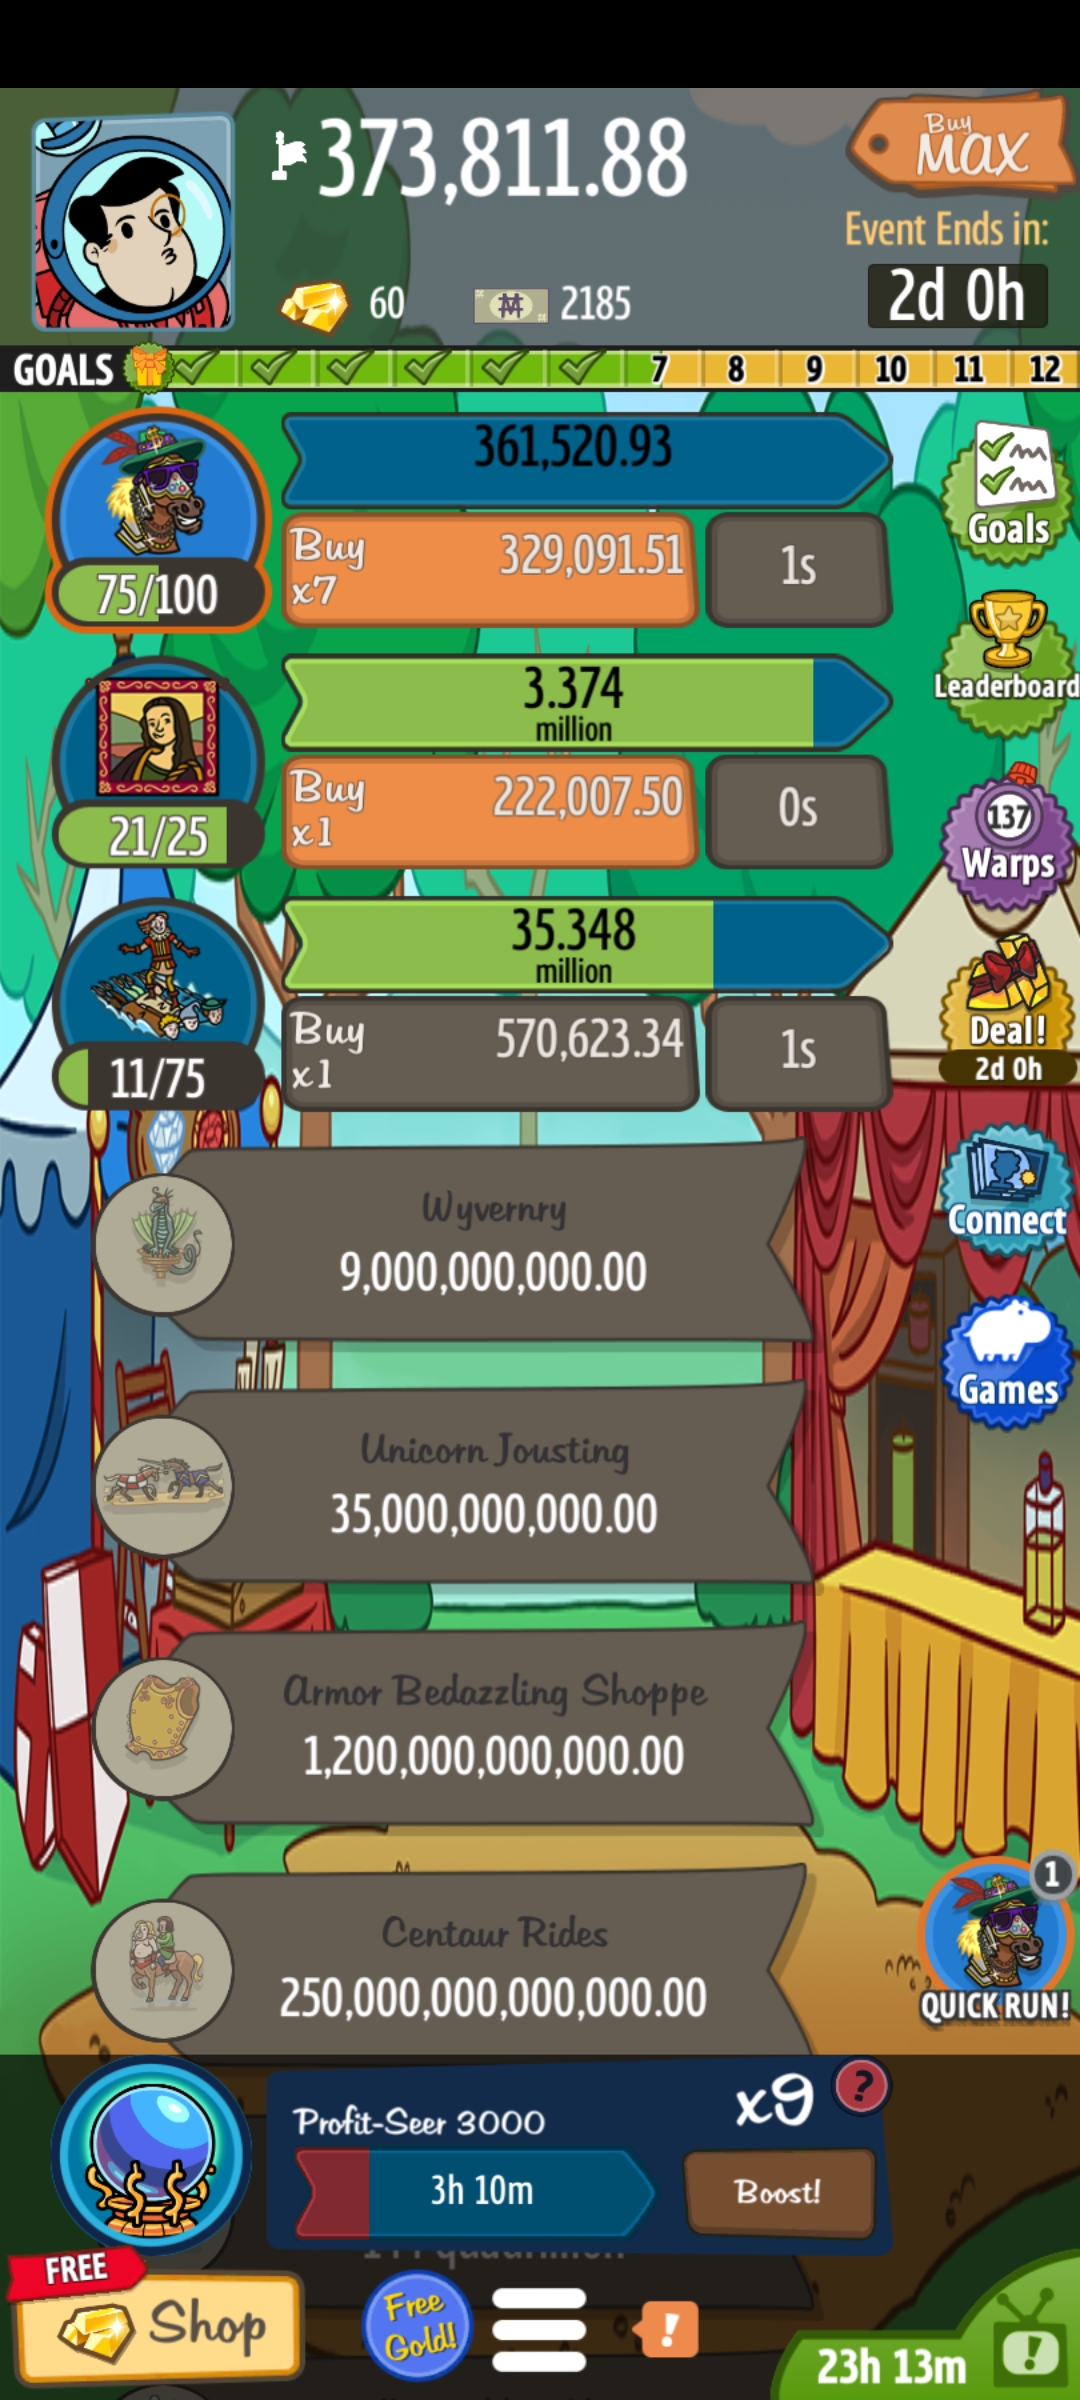 373,811.88
Buy
MAX
Event Ends in:
2d 0h
60
2185
GOALS
7 8 9 10 11 12
361,520.93
Buy
x7
329,091.51
1s
75/100
Goals
3.374
million
Leaderboard
Buy
x1
222,007.50
0s
21/25
137
Warps
35.348
million
Buy
x1
570,623.34
1s
11/75
Deal!
2d 0h
Wyvernry
9,000,000,000.00
Connect
Unicorn Jousting
35,000,000,000.00
Games
Armor Bedazzling Shoppe
1,200,000,000,000.00
Centaur Rides
250,000,000,000,000.00
1
QUICK RUN!
Profit-Seer 3000
x9
?
3h 10m
Boost!
FREE
Shop
Free
Gold!
!
23h 13m
!